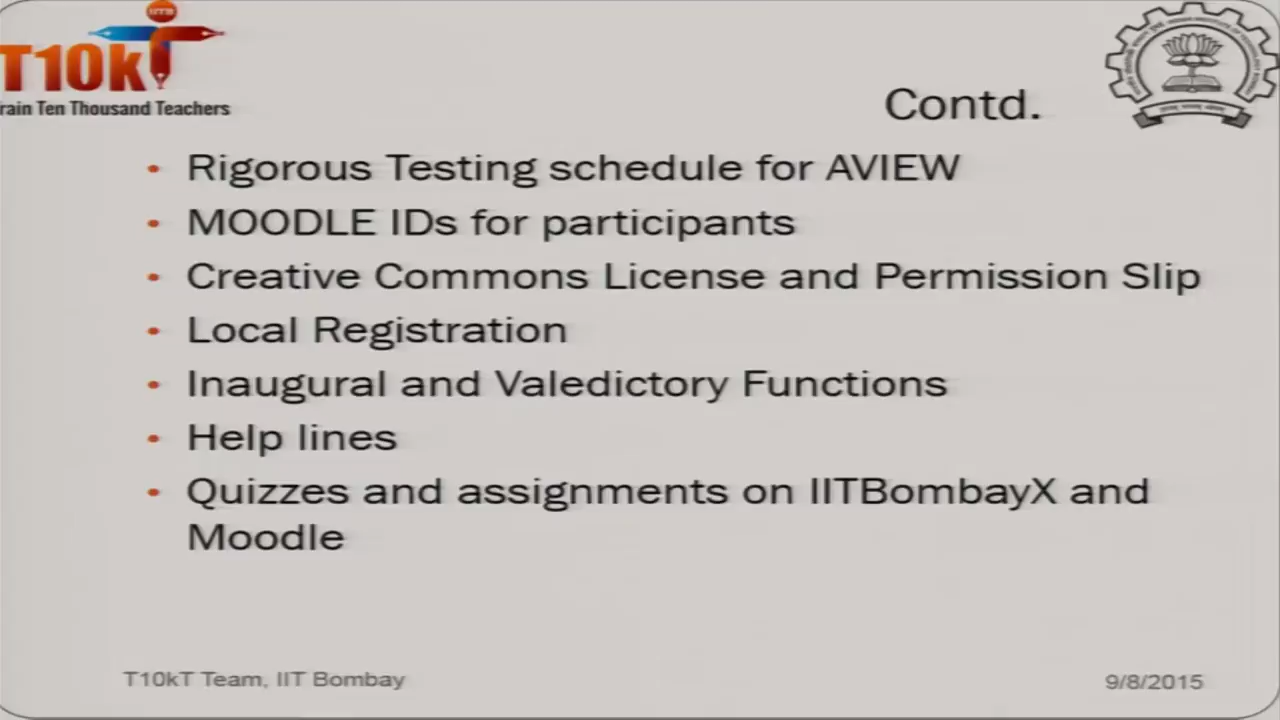 IITB
T10kT
rain Ten Thousand Teachers
Contd.
• Rigorous Testing schedule for AVIEW
• MOODLE IDs for participants
• Creative Commons License and Permission Slip
• Local Registration
• Inaugural and Valedictory Functions
• Help lines
• Quizzes and assignments on IITBombayX and
Moodle
T10kT Team, IIT Bombay
9/8/2015